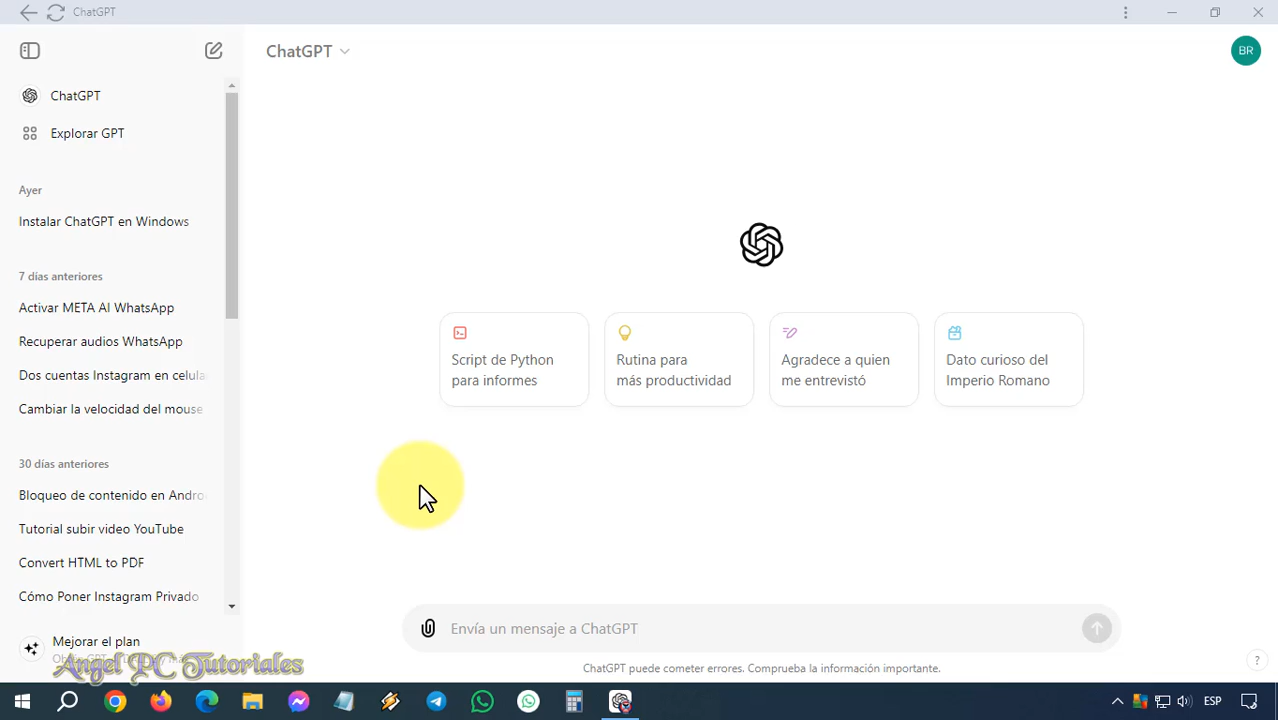 ChatGPT
ChatGPT
BR
ChatGPT
Explorar GPT
Ayer
Instalar ChatGPT en Windows
7 días anteriores
Activar META AI WhatsApp
Recuperar audios WhatsApp
Dos cuentas Instagram en celula
Cambiar la velocidad del mouse
30 días anteriores
Bloqueo de contenido en Andro
Tutorial subir video YouTube
Convert HTML to PDF
Cómo Poner Instagram Privado
Mejorar el plan
Angel PC Tutoriales
Script de Python
para informes
Rutina para
más productividad
Agradece a quien
me entrevistó
Dato curioso del
Imperio Romano
Envía un mensaje a ChatGPT
ChatGPT puede cometer errores. Comprueba la información importante.
?
ESP